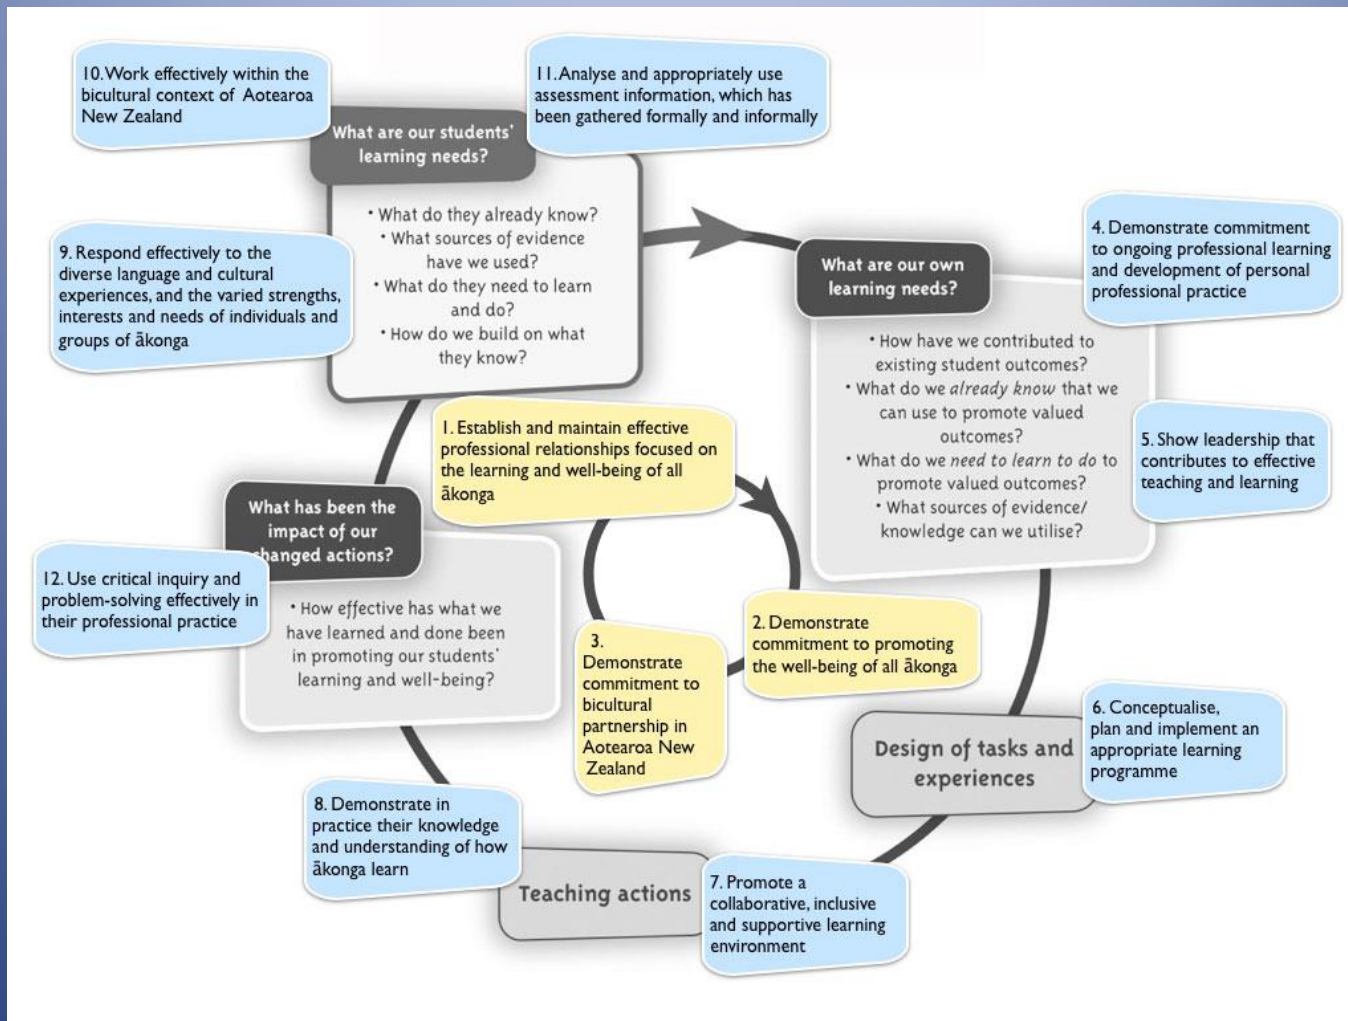 10. Work effectively within the
bicultural context of Aotearoa
New Zealand
11. Analyse and appropriately use
assessment information, which has
been gathered formally and informally
What are our students'
learning needs?
• What do they already know?
• What sources of evidence
have we used?
• What do they need to learn
and do?
• How do we build on what
they know?
9. Respond effectively to the
diverse language and cultural
experiences, and the varied strengths,
interests and needs of individuals and
groups of ākonga
What are our own
learning needs?
• How have we contributed to
existing student outcomes?
• What do we already know that we
can use to promote valued
outcomes?
• What do we need to learn to do to
promote valued outcomes?
• What sources of evidence/
knowledge can we utilise?
4. Demonstrate commitment
to ongoing professional learning
and development of personal
professional practice
5. Show leadership that
contributes to effective
teaching and learning
1. Establish and maintain effective
professional relationships focused on
the learning and well-being of all
ākonga
2. Demonstrate
commitment to promoting
the well-being of all ākonga
3.
Demonstrate
commitment to
bicultural
partnership in
Aotearoa New
Zealand
What has been the
impact of our
changed actions?
• How effective has what we
have learned and done been
in promoting our students'
learning and well-being?
12. Use critical inquiry and
problem-solving effectively in
their professional practice
Design of tasks and
experiences
6. Conceptualise,
plan and implement an
appropriate learning
programme
8. Demonstrate in
practice their knowledge
and understanding of how
ākonga learn
Teaching actions
7. Promote a
collaborative, inclusive
and supportive learning
environment